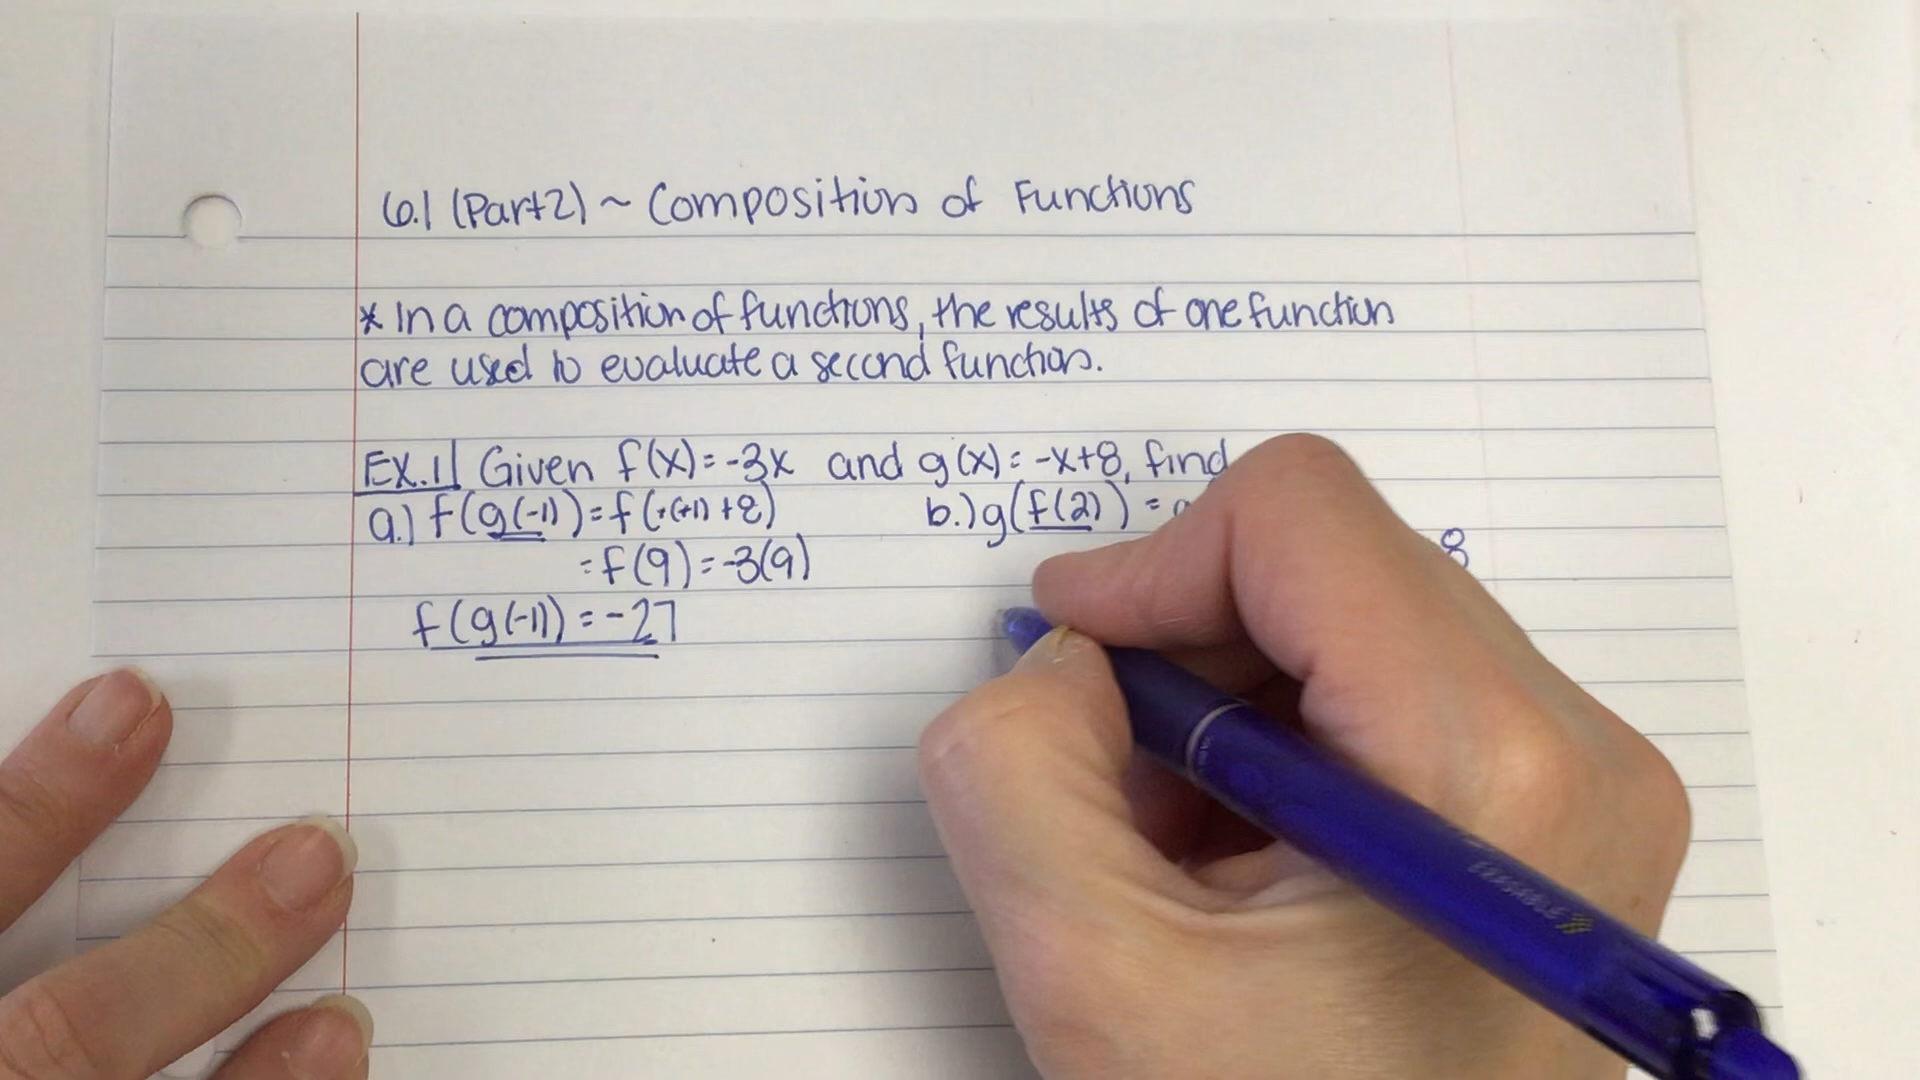 6.1 (Part 2) ~ Composition of Functions
* In a composition of functions, the results of one function
are used to evaluate a second function.
EX.1 Given f(x) = -3x and g(x) = -x+8, find
a.) f(g(-1)) = f(-(-1) +8)
= f(9) = -3(9)
f(g(-1)) = -27
b.) g(f(2)) =
8
ERASABLE